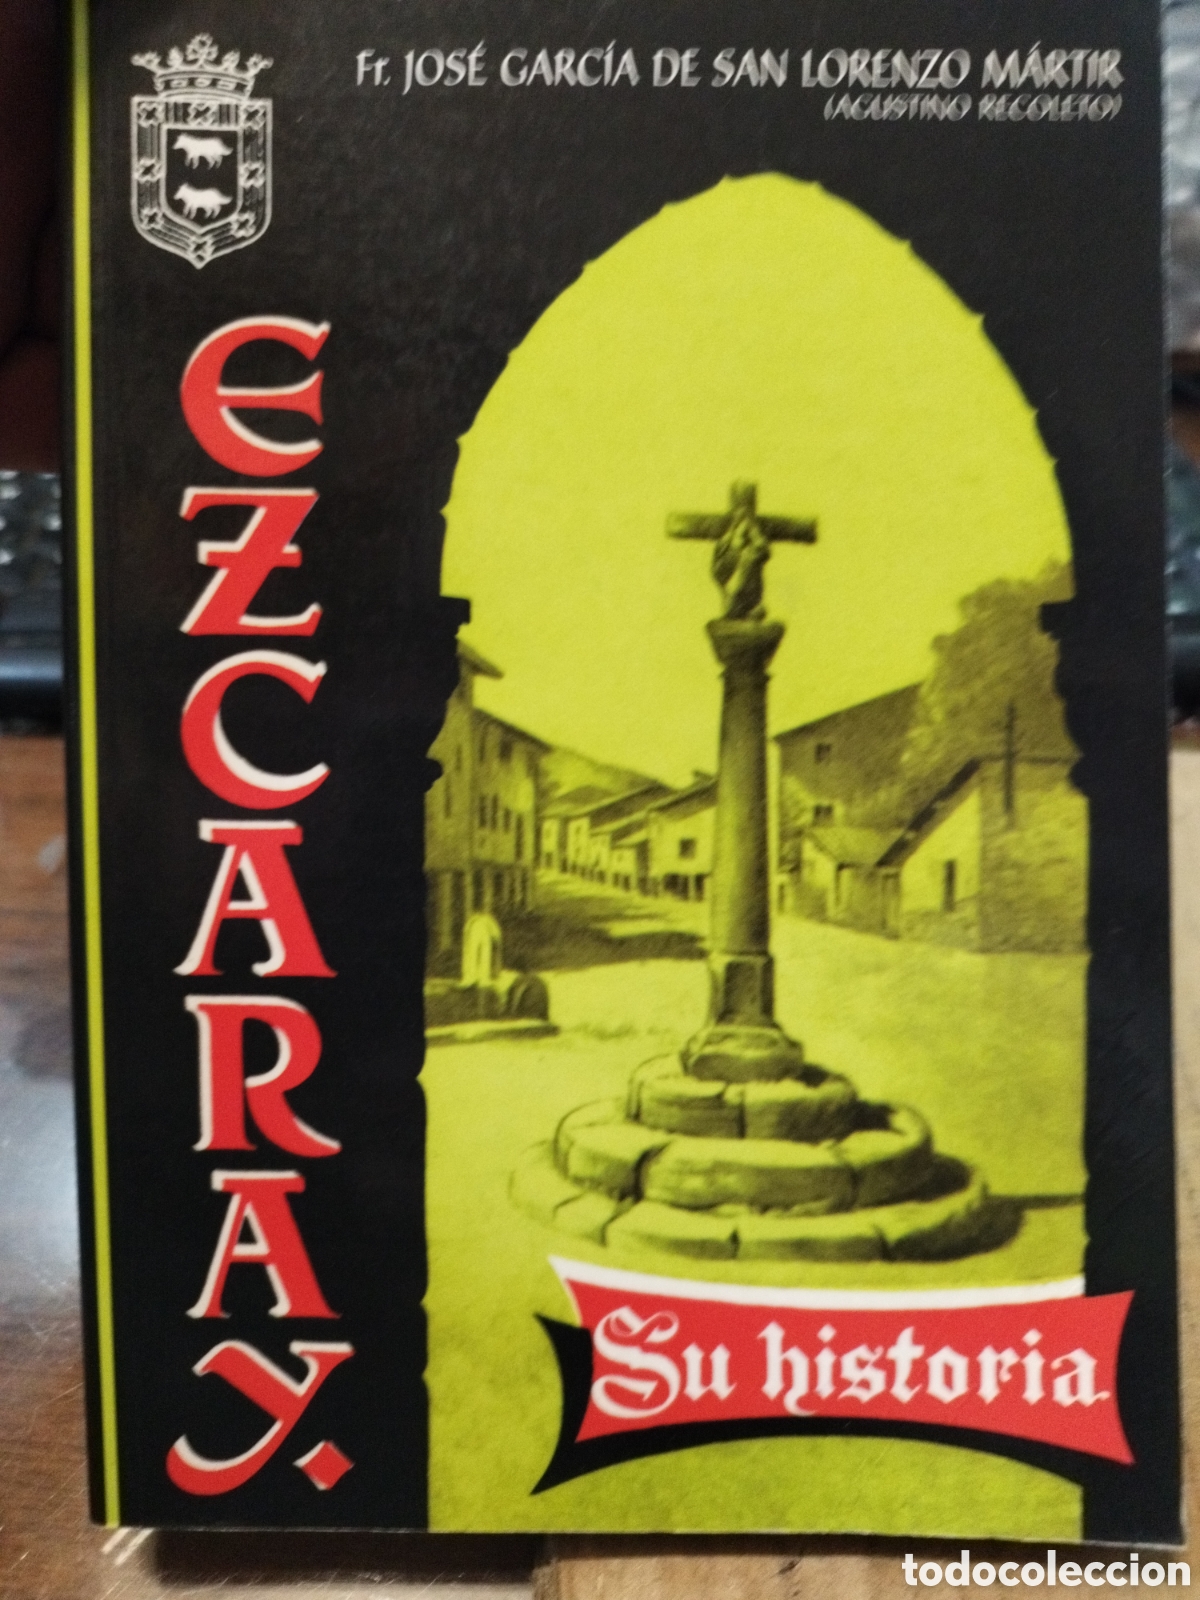 Fr. JOSÉ GARCÍA DE SAN LORENZO MÁRTIR
(AGUSTINO RECOLETO)
EZCARAY.
Su historia
todocoleccion